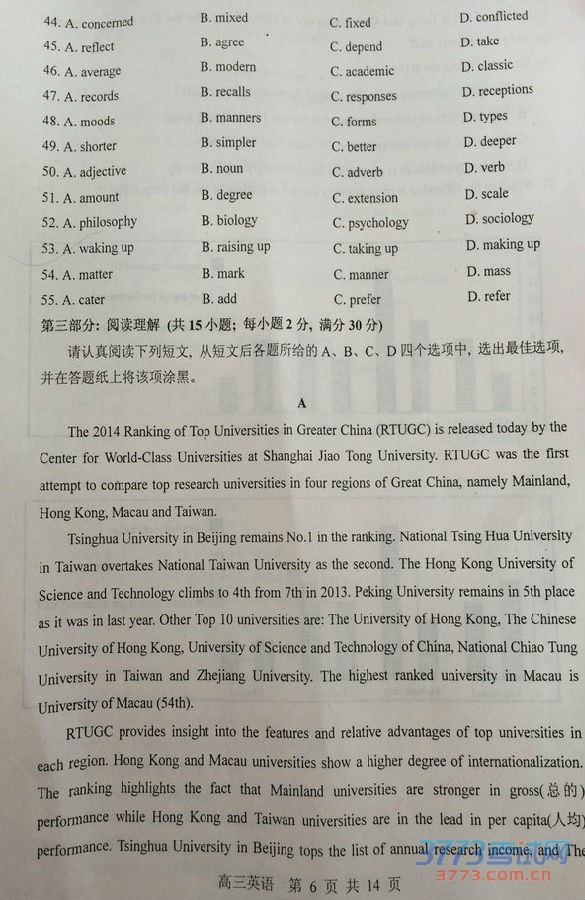 44. A. concerned B. mixed C. fixed D. conflicted
45. A. reflect B. agree C. depend D. take
46. A. average B. modern C. academic D. classic
47. A. records B. recalls C. responses D. receptions
48. A. moods B. manners C. forms D. types
49. A. shorter B. simpler C. better D. deeper
50. A. adjective B. noun C. adverb D. verb
51. A. amount B. degree C. extension D. scale
52. A. philosophy B. biology C. psychology D. sociology
53. A. waking up B. raising up C. taking up D. making up
54. A. matter B. mark C. manner D. mass
55. A. cater B. add C. prefer D. refer
第三部分: 阅读理解 (共15小题; 每小题2分, 满分30分)
请认真阅读下列短文, 从短文后各题所给的 A、B、C、D 四个选项中, 选出最佳选项,
并在答题纸上将该项涂黑。
A
The 2014 Ranking of Top Universities in Greater China (RTUGC) is released today by the
Center for World-Class Universities at Shanghai Jiao Tong University. RTUGC was the first
attempt to compare top research universities in four regions of Great China, namely Mainland,
Hong Kong, Macau and Taiwan.
Tsinghua University in Beijing remains No.1 in the ranking. National Tsing Hua University
in Taiwan overtakes National Taiwan University as the second. The Hong Kong University of
Science and Technology climbs to 4th from 7th in 2013. Peking University remains in 5th place
as it was in last year. Other Top 10 universities are: The University of Hong Kong, The Chinese
University of Hong Kong, University of Science and Technology of China, National Chiao Tung
University in Taiwan and Zhejiang University. The highest ranked university in Macau is
University of Macau (54th).
RTUGC provides insight into the features and relative advantages of top universities in
each region. Hong Kong and Macau universities show a higher degree of internationalization.
The ranking highlights the fact that Mainland universities are stronger in gross(总的)
performance while Hong Kong and Taiwan universities are in the lead in per capita(人均)
performance. Tsinghua University in Beijing tops the list of annual research income, and The
3773考试网
3773.com.cn
高三英语 第 6 页 共 14 页